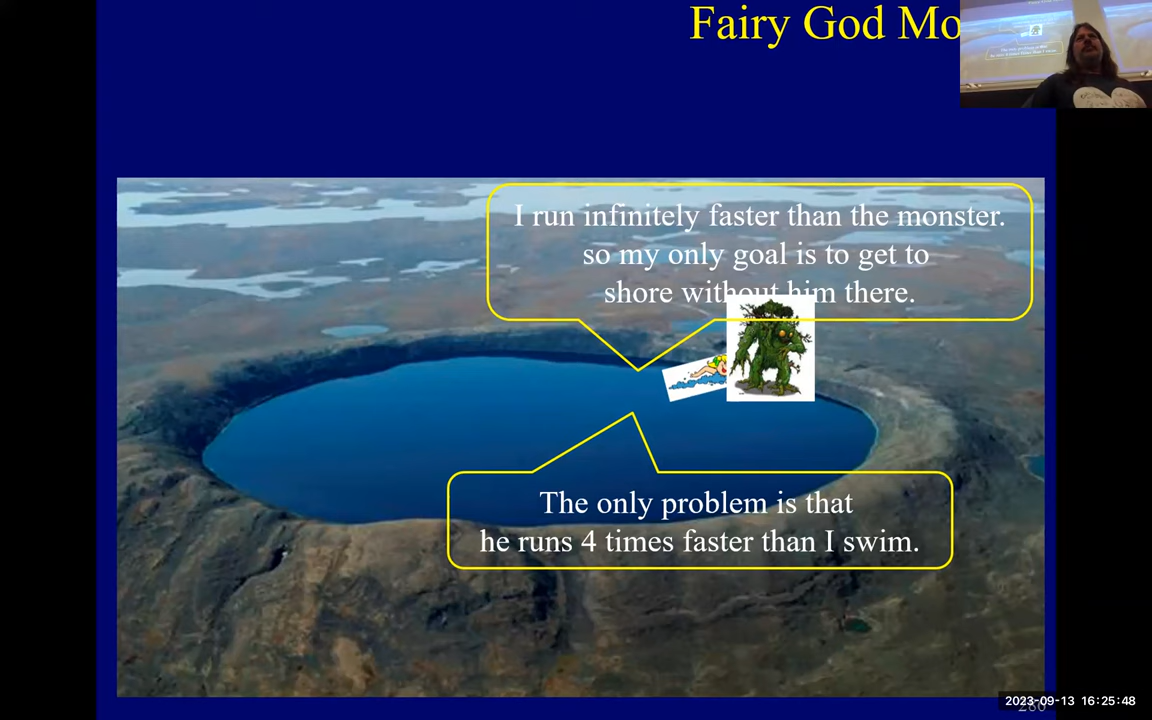 Fairy God Mo
I run infinitely faster than the monster.
so my only goal is to get to
shore without him there.
The only problem is that
he runs 4 times faster than I swim.
2023-09-13 16:25:48